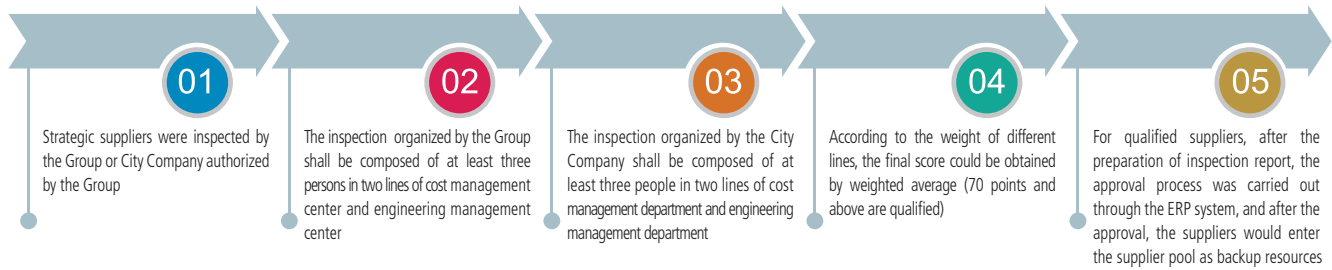 01
Strategic suppliers were inspected by
the Group or City Company authorized
by the Group
02
The inspection organized by the Group
shall be composed of at least three
persons in two lines of cost management
center and engineering management
center
03
The inspection organized by the City
Company shall be composed of at
least three people in two lines of cost
management department and engineering
management department
04
According to the weight of different
lines, the final score could be obtained
by weighted average (70 points and
above are qualified)
05
For qualified suppliers, after the
preparation of inspection report, the
approval process was carried out
through the ERP system, and after the
approval, the suppliers would enter
the supplier pool as backup resources